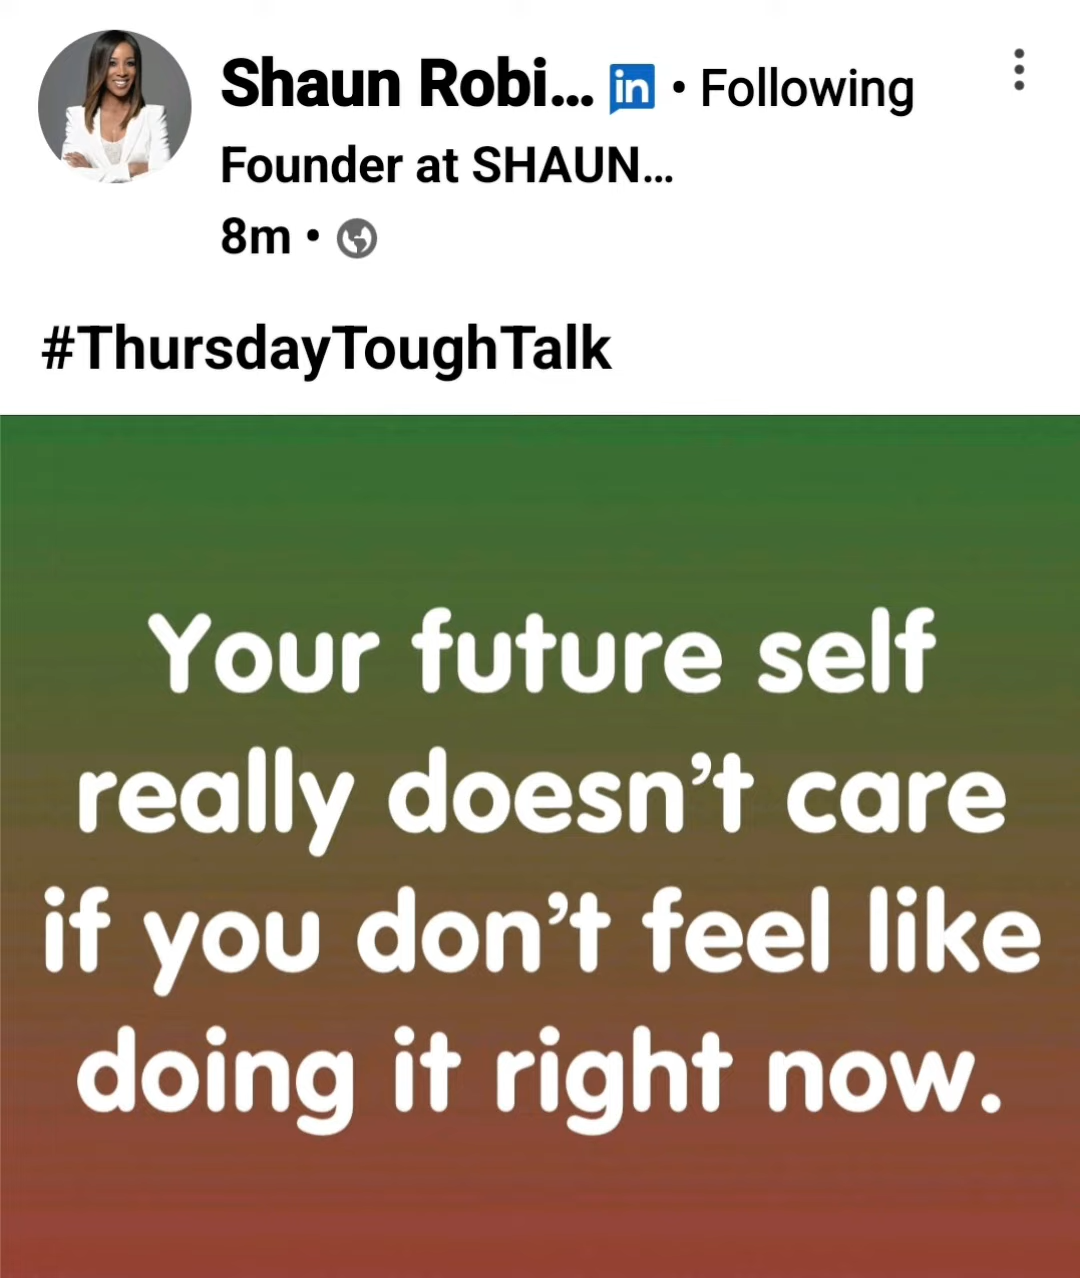 Shaun Robi... in • Following
Founder at SHAUN...
8m •
#ThursdayToughTalk
Your future self
really doesn’t care
if you don’t feel like
doing it right now.